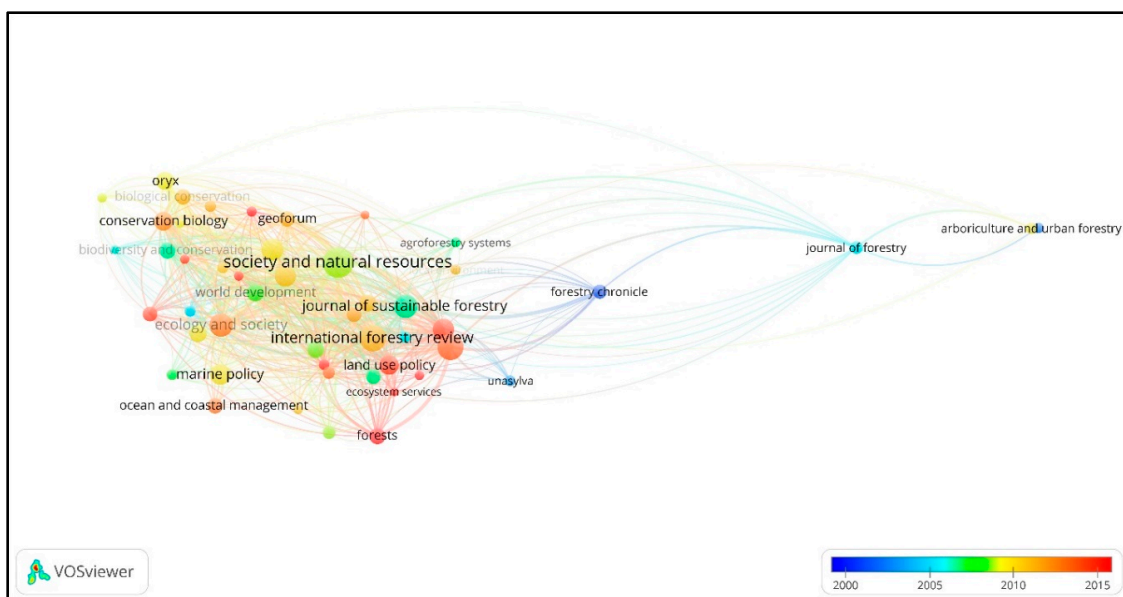 oryx
biological conservation
conservation biology
geoforum
arboriculture and urban forestry
biodiversity and conservation
agroforestry systems
journal of forestry
society and natural resources
world development
forestry chronicle
journal of sustainable forestry
ecology and society
international forestry review
land use policy
marine policy
unasylva
ecosystem services
ocean and coastal management
forests
VOSviewer
2000 2005 2010 2015